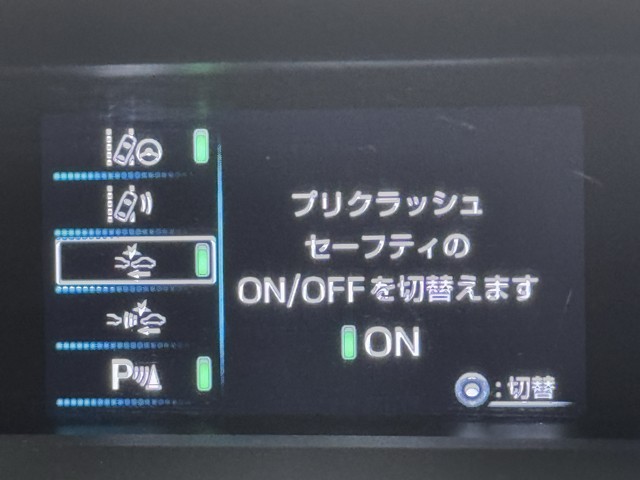 プリクラッシュ
セーフティの
ON/OFFを切替えます
ON
P
:切替